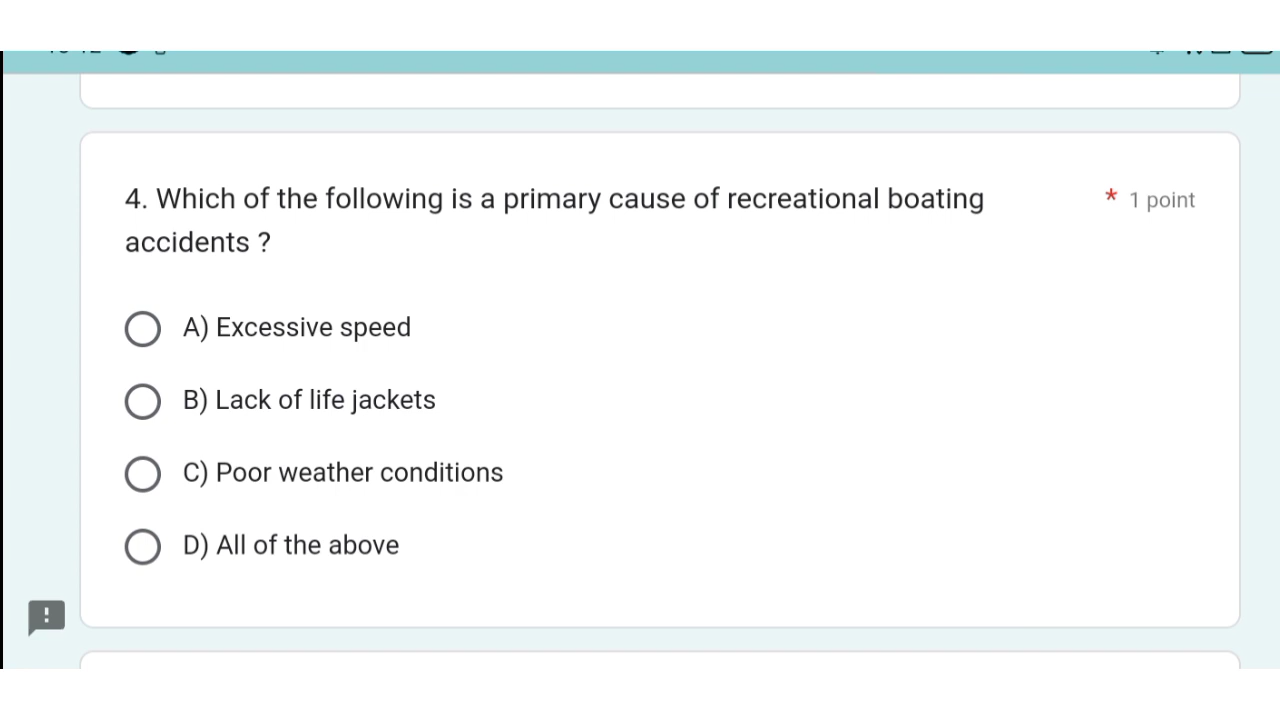 4. Which of the following is a primary cause of recreational boating
accidents ?
* 1 point
A) Excessive speed
B) Lack of life jackets
C) Poor weather conditions
D) All of the above